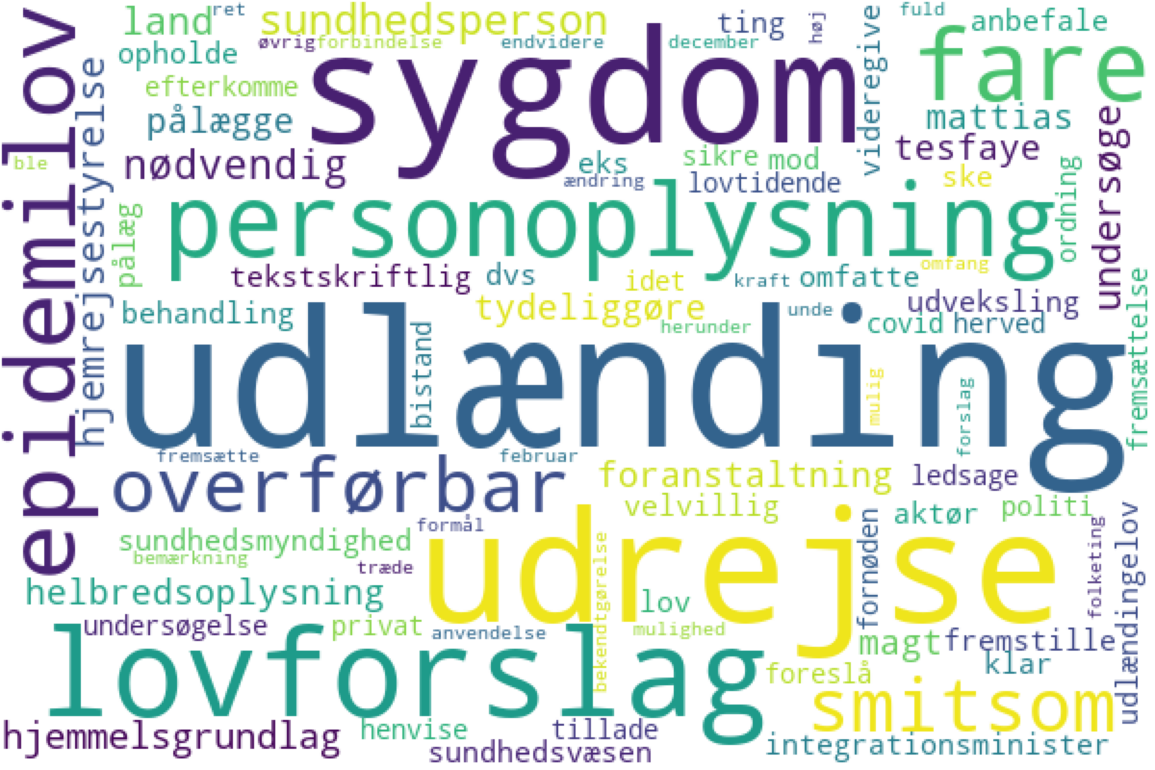 ret
fuld
land
sundhedsperson
ting
høj
anbefale
øvrig
forbindelse
endvidere
december
opholde
sygdom
videregive
fare
epidemilov
hjemrejsestyrelse
efterkomme
pålægge
mattias
nødvendig
eks
sikre
mod
tesfaye
undersøge
ble
ændring
lovtidende
ske
ordning
personoplysning
pålæg
tekstskriftlig
dvs
idet
kraft
omfatte
omfang
fremsættelse
behandling
tydeliggøre
unde
udveksling
herunder
covid
herved
udlænding
bistand
mulig
forslag
fremsætte
februar
overførbar
foranstaltning
ledsage
velvillig
aktør
politi
formål
udrejse
fornøden
folketing
udlændingelov
sundhedsmyndighed
bemærkning
træde
bekendtgørelse
helbredsoplysning
lov
undersøgelse
privat
anvendelse
mulighed
magt
fremstille
lovforslag
foreslå
klar
smitsom
hjemmelsgrundlag
henvise
tillade
sundhedsvæsen
integrationsminister